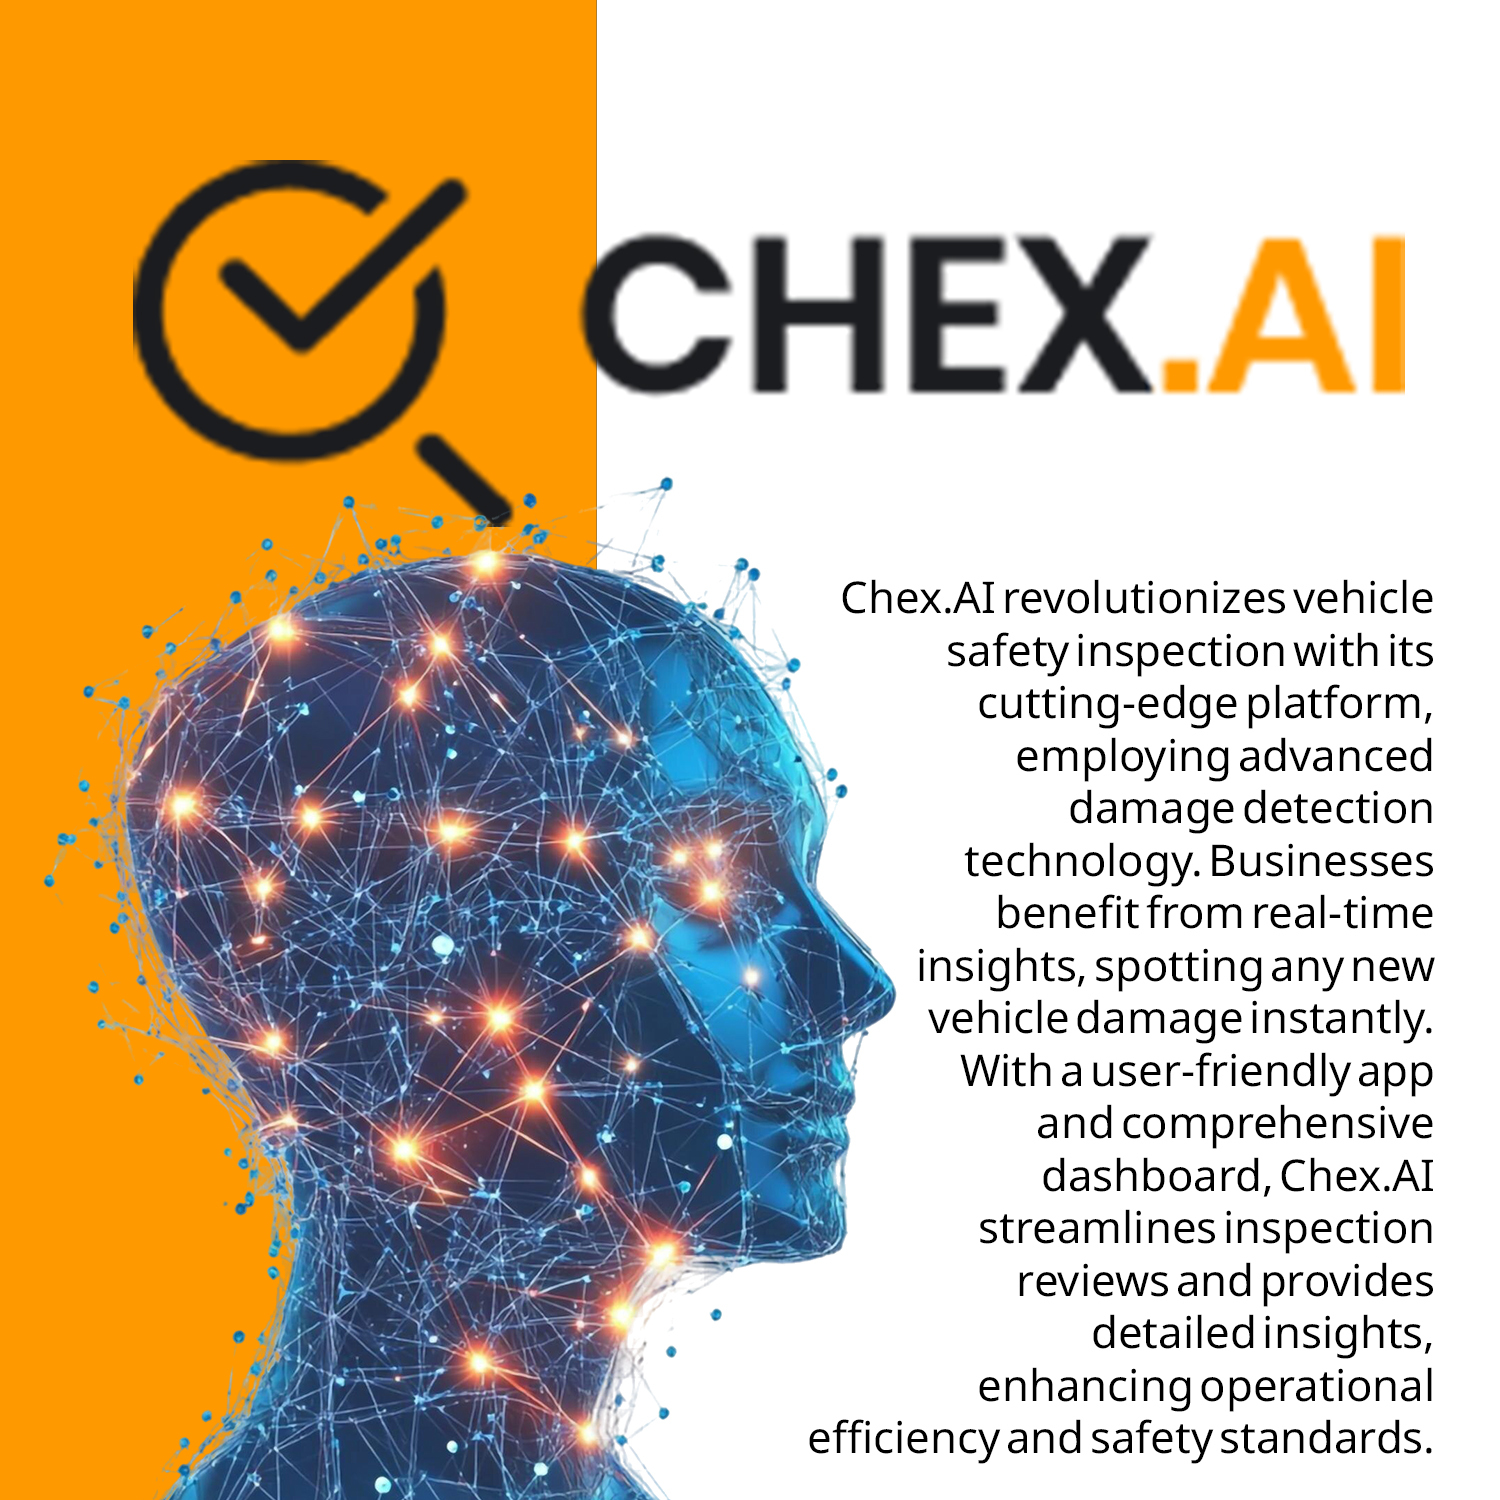 CHEX.AI
Chex.AI revolutionizes vehicle
safety inspection with its
cutting-edge platform,
employing advanced
damage detection
technology. Businesses
benefit from real-time
insights, spotting any new
vehicle damage instantly.
With a user-friendly app
and comprehensive
dashboard, Chex.AI
streamlines inspection
reviews and provides
detailed insights,
enhancing operational
efficiency and safety standards.